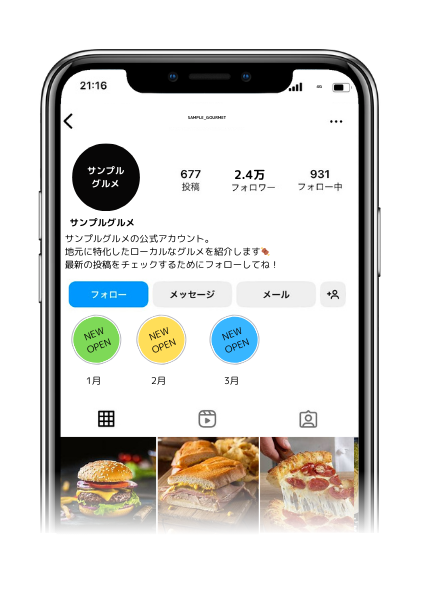 21:16
SAMPLE_GOURMET
サンプル
グルメ
677
2.4万
931
投稿
フォロワー
フォロー中
サンプルグルメ
サンプルグルメの公式アカウント。
地元に特化したローカルなグルメを紹介します🍖
最新の投稿をチェックするためにフォローしてね！
フォロー
メッセージ
メール
NEW
OPEN
NEW
OPEN
NEW
OPEN
1月
2月
3月